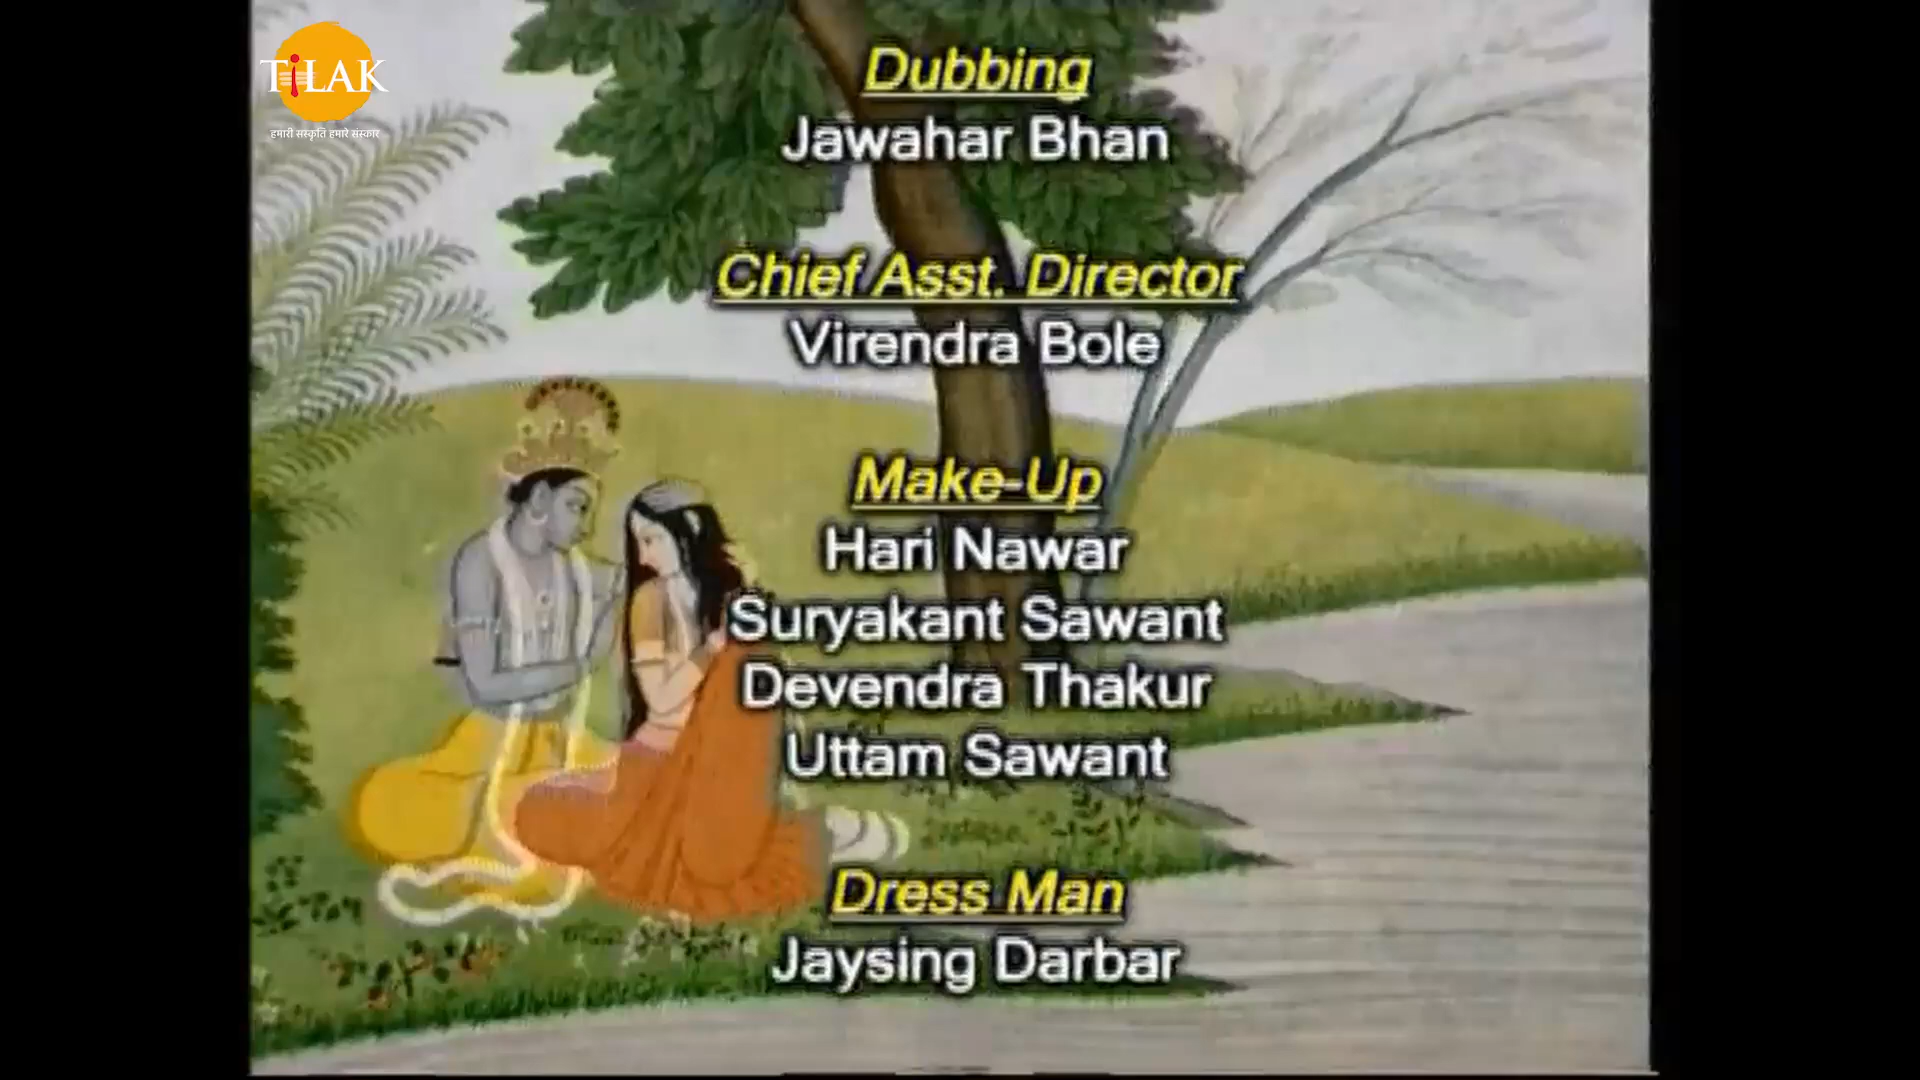 TiLAK
हमारी संस्कृति हमारे संस्कार
Dubbing
Jawahar Bhan
Chief Asst. Director
Virendra Bole
Make-Up
Hari Nawar
Suryakant Sawant
Devendra Thakur
Uttam Sawant
Dress Man
Jaysing Darbar